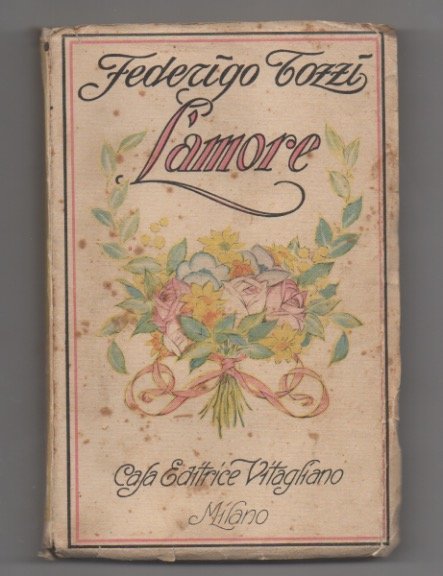 Federigo Tozzi
L'amore
Casa Editrice Vitagliano
Milano